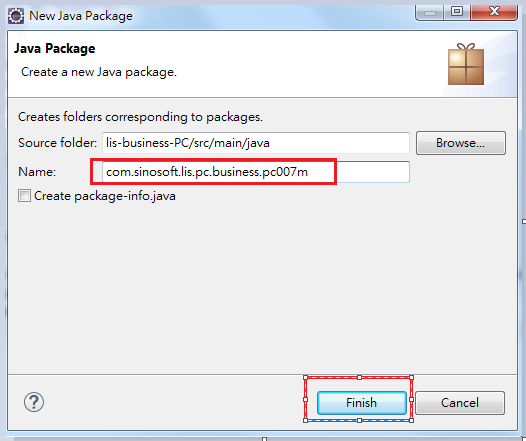 New Java Package
Java Package
Create a new Java package.
Creates folders corresponding to packages.
Source folder: lis-business-PC/src/main/java Browse...
Name: com.sinosoft.lis.pc.business.pc007m
Create package-info.java
? Finish Cancel